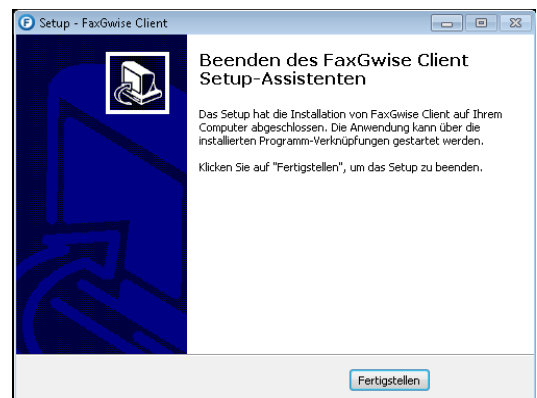 Setup - FaxGwise Client
Beenden des FaxGwise Client
Setup-Assistenten
Das Setup hat die Installation von FaxGwise Client auf Ihrem
Computer abgeschlossen. Die Anwendung kann über die
installierten Programm-Verknüpfungen gestartet werden.
Klicken Sie auf "Fertigstellen", um das Setup zu beenden.
Fertigstellen